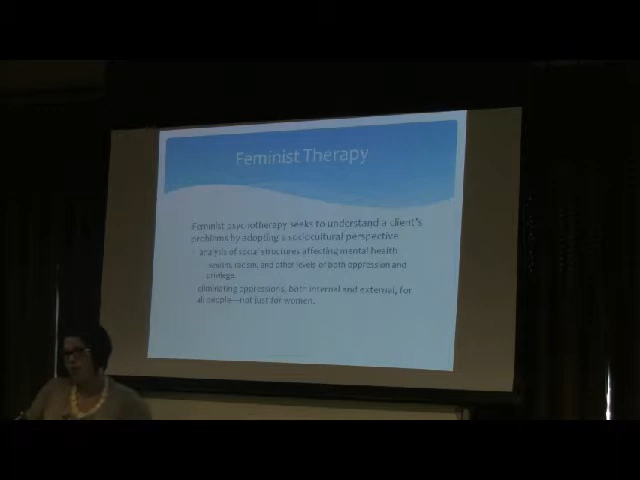 Feminist Therapy
Feminist psychotherapy seeks to understand a client's
problems by adopting a sociocultural perspective
analysis of social structures affecting mental health
sexism, racism, and other levels of both oppression and
privilege
eliminating oppressions, both internal and external, for
all people—not just for women.